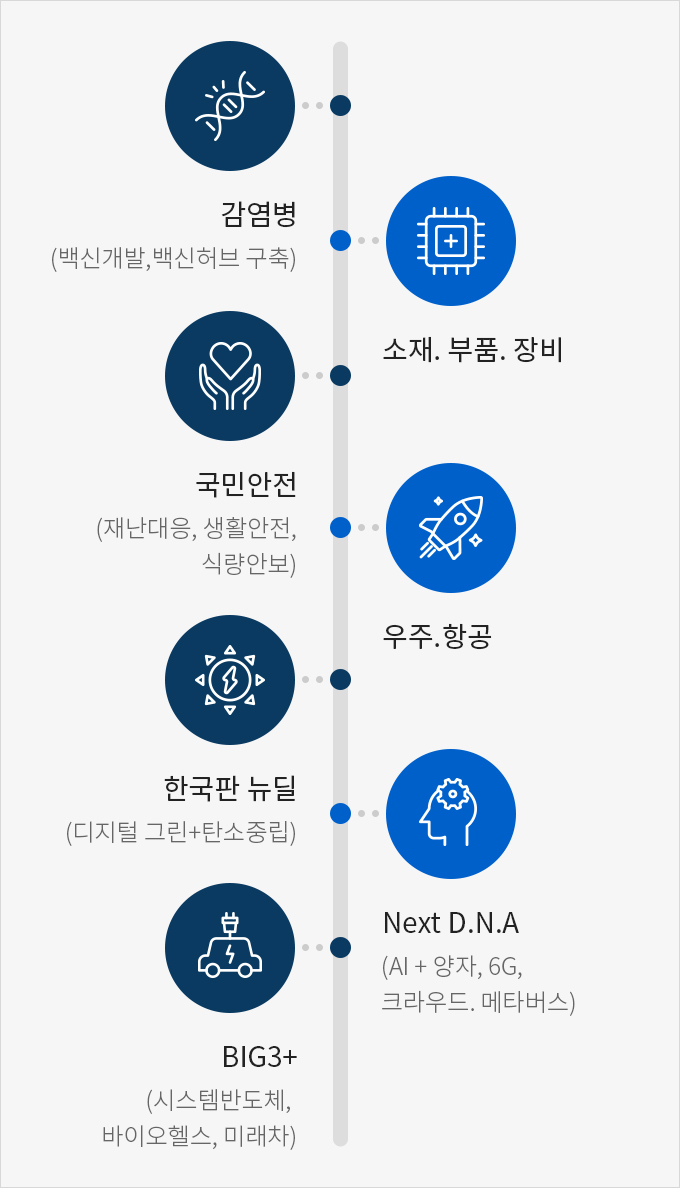 감염병
(백신개발,백신허브 구축)
소재. 부품. 장비
국민안전
(재난대응, 생활안전,
식량안보)
우주.항공
한국판 뉴딜
(디지털 그린+탄소중립)
Next D.N.A
(AI + 양자, 6G,
크라우드. 메타버스)
BIG3+
(시스템반도체,
바이오헬스, 미래차)